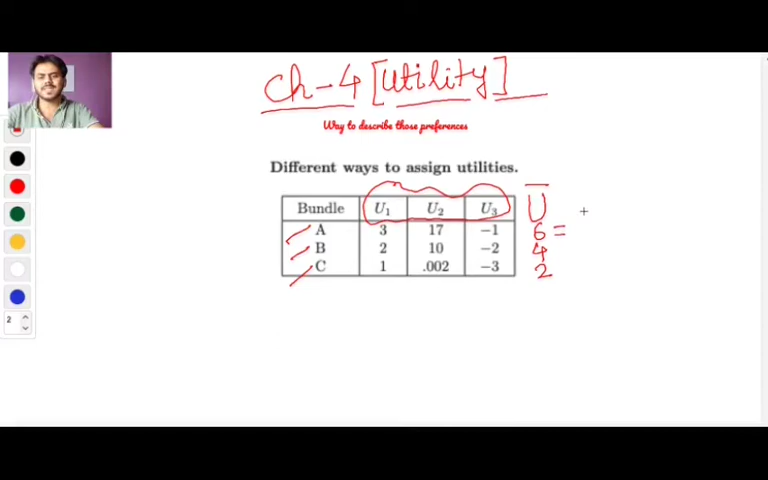 Ch-4 [Utility]
Way to describe those preferences
Different ways to assign utilities.
Bundle U₁ U₂ U₃ U
A 3 17 −1 6 =
B 2 10 −2 4
C 1 .002 −3 2
2